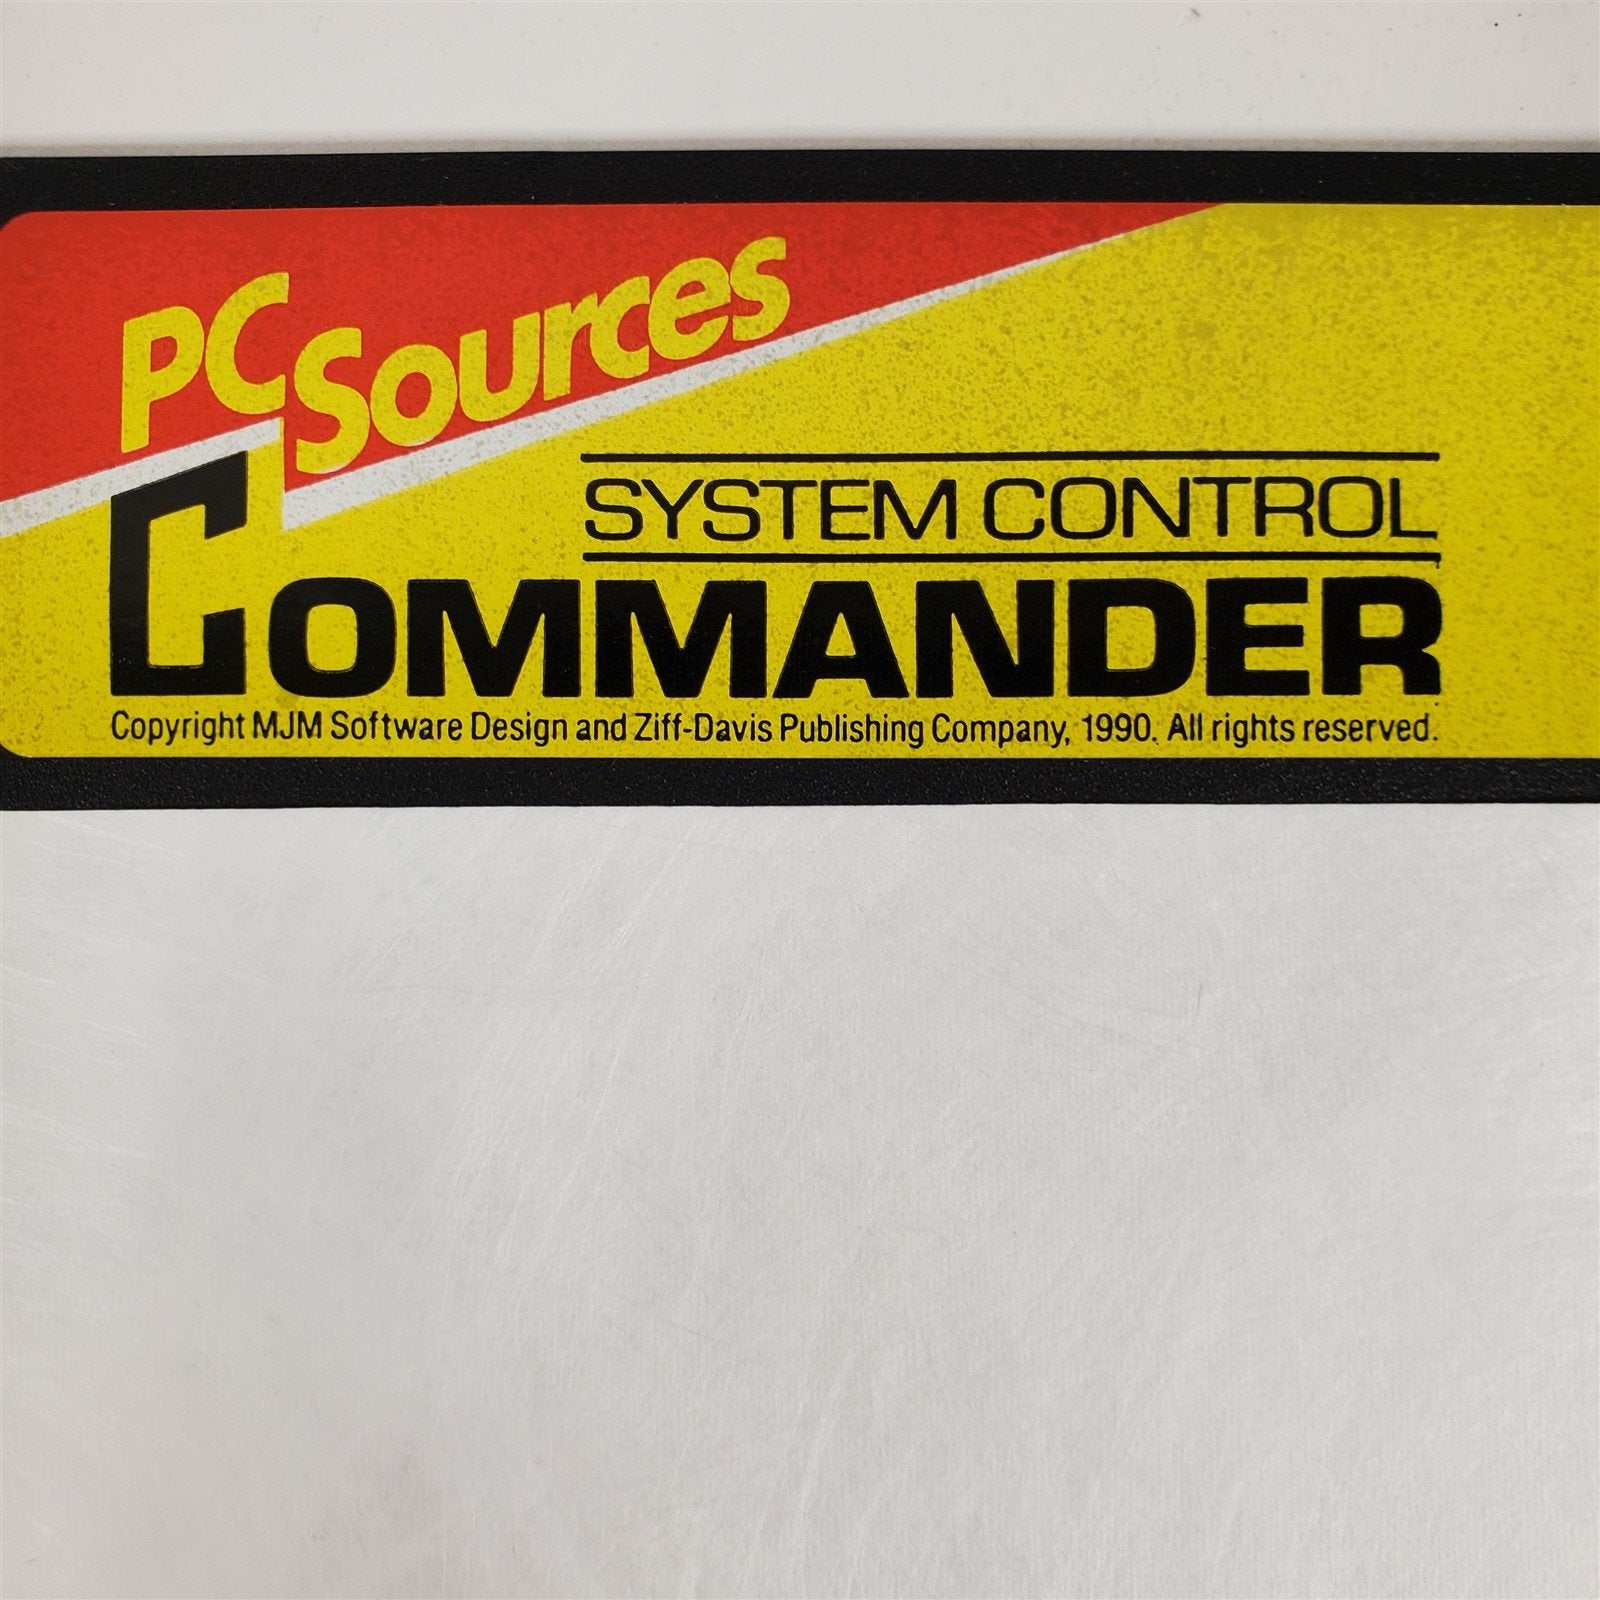 PC Sources
SYSTEM CONTROL
COMMANDER
Copyright MJM Software Design and Ziff-Davis Publishing Company, 1990. All rights reserved.